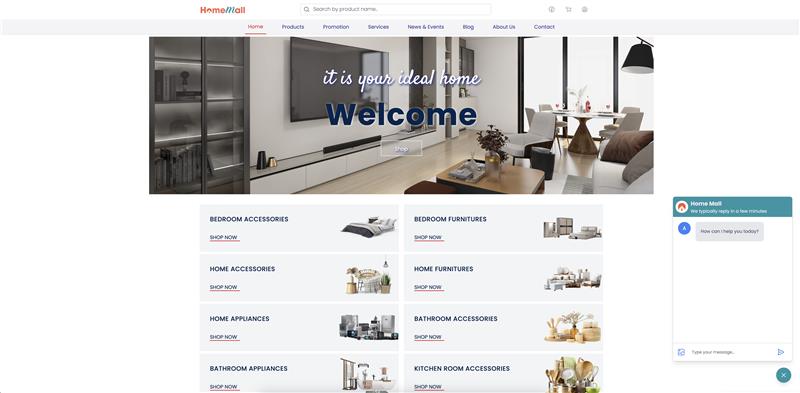 HomeMall
Search by product name..
Home
Products
Promotion
Services
News & Events
Blog
About Us
Contact
it is your ideal home
Welcome
Shop
BEDROOM ACCESSORIES
SHOP NOW
BEDROOM FURNITURES
SHOP NOW
HOME ACCESSORIES
SHOP NOW
HOME FURNITURES
SHOP NOW
HOME APPLIANCES
SHOP NOW
BATHROOM ACCESSORIES
SHOP NOW
BATHROOM APPLIANCES
SHOP NOW
KITCHEN ROOM ACCESSORIES
SHOP NOW
Home Mall
We typically reply in a few minutes
A
How can I help you today?
Type your message..